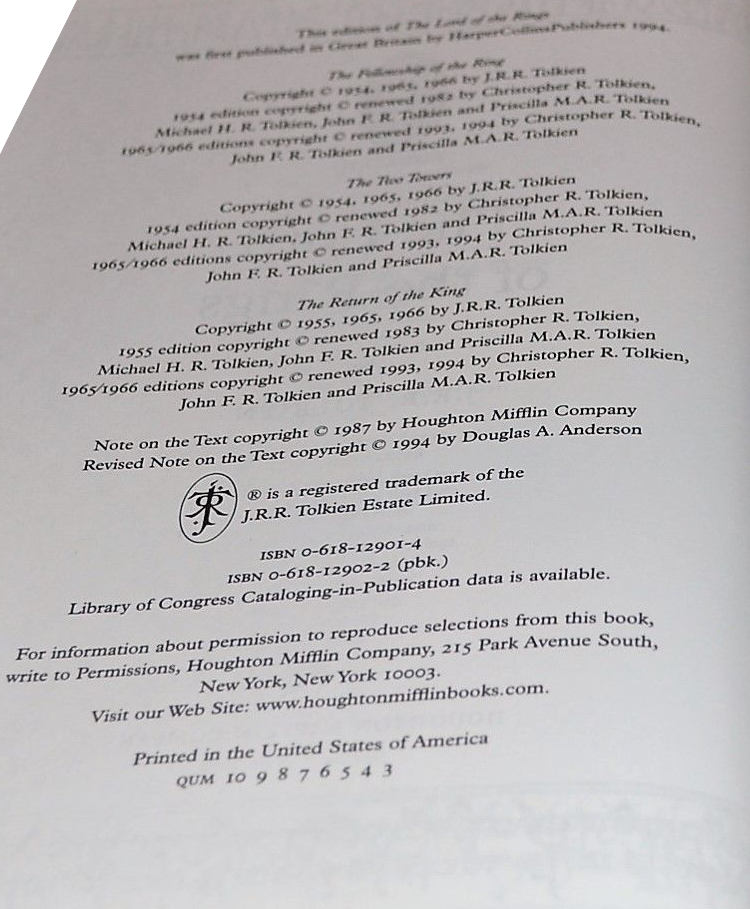 This edition of The Lord of the Rings
was first published in Great Britain by HarperCollinsPublishers 1994.
The Fellowship of the Ring
Copyright © 1954, 1965, 1966 by J.R.R. Tolkien
1954 edition copyright © renewed 1982 by Christopher R. Tolkien,
Michael H. R. Tolkien, John F. R. Tolkien and Priscilla M.A.R. Tolkien
1965/1966 editions copyright © renewed 1993, 1994 by Christopher R. Tolkien,
John F. R. Tolkien and Priscilla M.A.R. Tolkien
The Two Towers
Copyright © 1954, 1965, 1966 by J.R.R. Tolkien
1954 edition copyright © renewed 1982 by Christopher R. Tolkien,
Michael H. R. Tolkien, John F. R. Tolkien and Priscilla M.A.R. Tolkien
1965/1966 editions copyright © renewed 1993, 1994 by Christopher R. Tolkien,
John F. R. Tolkien and Priscilla M.A.R. Tolkien
The Return of the King
Copyright © 1955, 1965, 1966 by J.R.R. Tolkien
1955 edition copyright © renewed 1983 by Christopher R. Tolkien,
Michael H. R. Tolkien, John F. R. Tolkien and Priscilla M.A.R. Tolkien
1965/1966 editions copyright © renewed 1993, 1994 by Christopher R. Tolkien,
John F. R. Tolkien and Priscilla M.A.R. Tolkien
Note on the Text copyright © 1987 by Houghton Mifflin Company
Revised Note on the Text copyright © 1994 by Douglas A. Anderson
® is a registered trademark of the
J.R.R. Tolkien Estate Limited.
ISBN 0-618-12901-4
ISBN 0-618-12902-2 (pbk.)
Library of Congress Cataloging-in-Publication data is available.
For information about permission to reproduce selections from this book,
write to Permissions, Houghton Mifflin Company, 215 Park Avenue South,
New York, New York 10003.
Visit our Web Site: www.houghtonmifflinbooks.com.
Printed in the United States of America
QUM 10 9 8 7 6 5 4 3